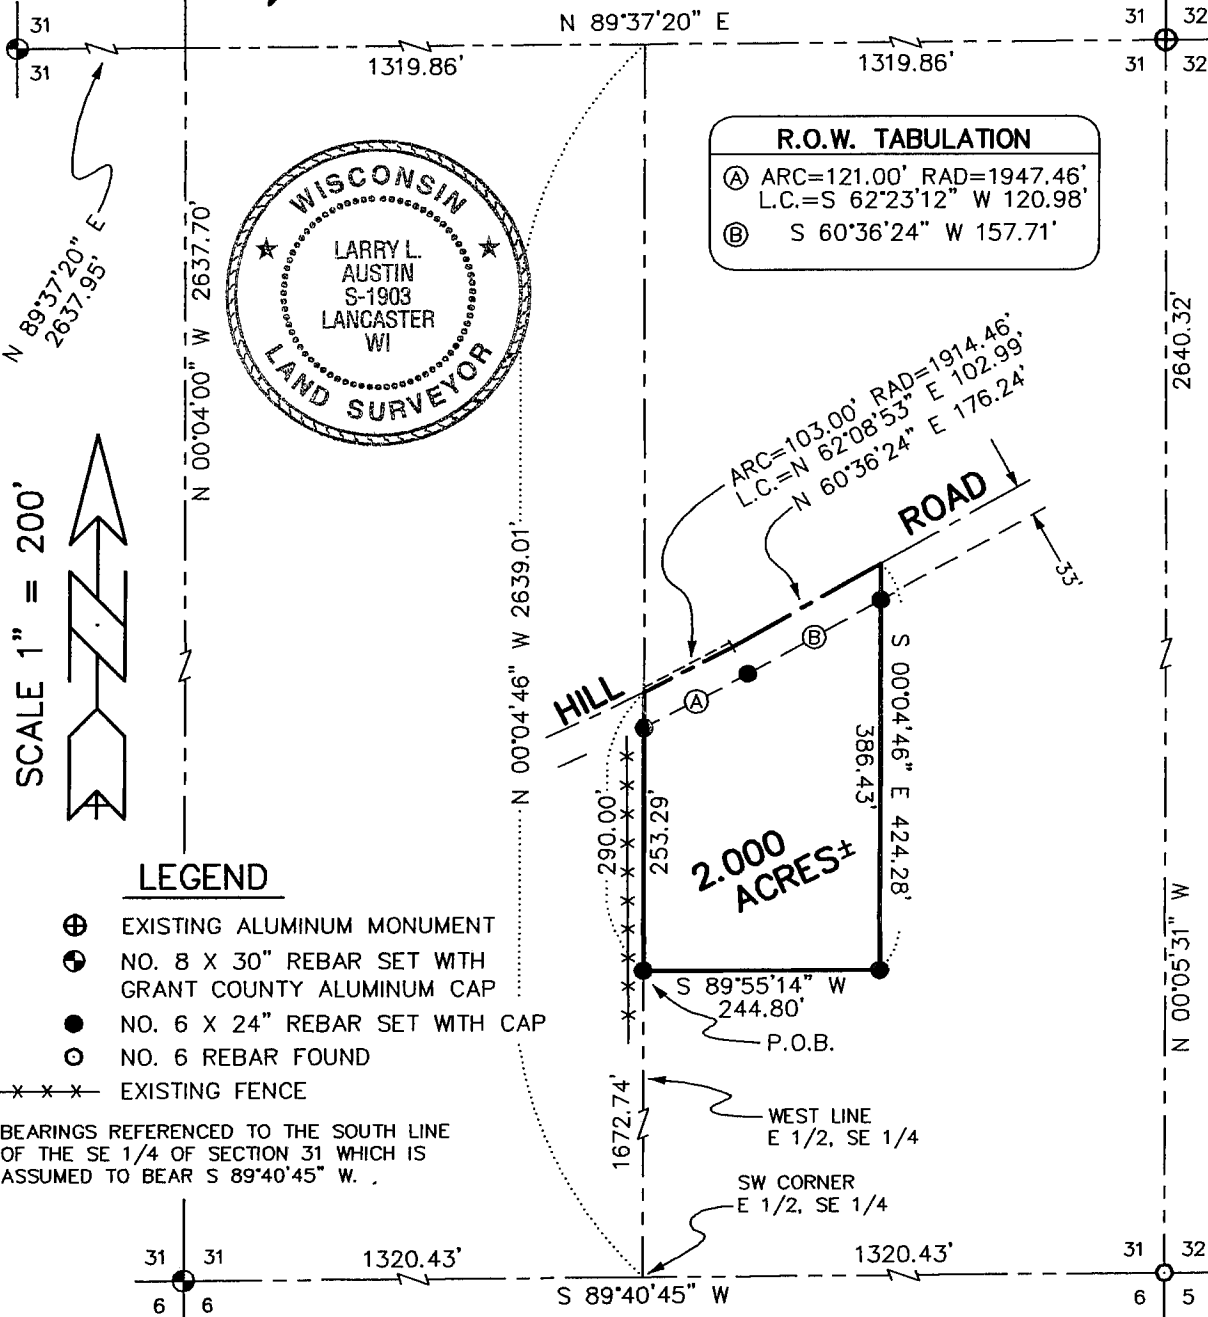 31
31
N 89°37'20" E
1319.86'
1319.86'
31 32
31 32
R.O.W. TABULATION
Ⓐ ARC=121.00' RAD=1947.46'
L.C.=S 62°23'12" W 120.98'
Ⓑ S 60°36'24" W 157.71'
N 89°37'20" E
2637.95'
N 00°04'00" W 2637.70'
WISCONSIN
LARRY L.
AUSTIN
S-1903
LANCASTER
WI
LAND SURVEYOR
N 00°04'46" W 2639.01'
2640.32'
N 00°05'31" W
ARC=103.00' RAD=1914.46'
L.C.=N 62°08'53" E 102.99'
N 60°36'24" E 176.24'
HILL ROAD
33'
A
B
SCALE 1" = 200'
290.00'
253.29'
386.43'
S 00°04'46" E 424.28'
2.000
ACRES±
S 89°55'14" W
244.80'
P.O.B.
LEGEND
EXISTING ALUMINUM MONUMENT
NO. 8 X 30" REBAR SET WITH
GRANT COUNTY ALUMINUM CAP
NO. 6 X 24" REBAR SET WITH CAP
NO. 6 REBAR FOUND
x x x EXISTING FENCE
BEARINGS REFERENCED TO THE SOUTH LINE
OF THE SE 1/4 OF SECTION 31 WHICH IS
ASSUMED TO BEAR S 89°40'45" W.
1672.74'
WEST LINE
E 1/2, SE 1/4
SW CORNER
E 1/2, SE 1/4
31 31
6 6
1320.43'
S 89°40'45" W
1320.43'
31 32
6 5